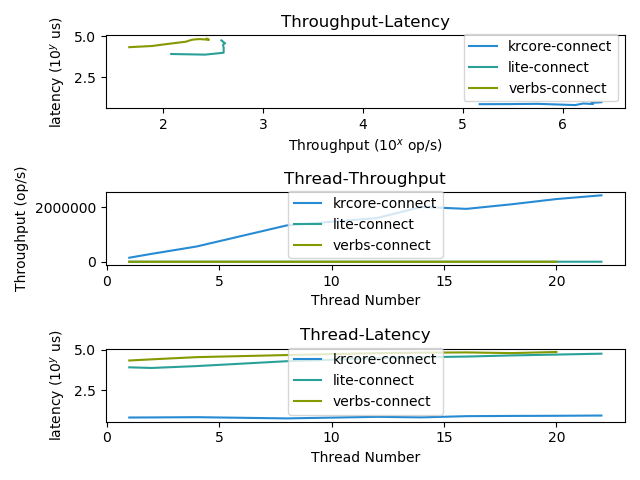 Throughput-Latency
latency (10^y us)
5.0
2.5
krcore-connect
lite-connect
verbs-connect
2 3 4 5 6
Throughput (10^x op/s)
Thread-Throughput
Throughput (op/s)
2000000
0
krcore-connect
lite-connect
verbs-connect
0 5 10 15 20
Thread Number
Thread-Latency
latency (10^y us)
5.0
2.5
krcore-connect
lite-connect
verbs-connect
0 5 10 15 20
Thread Number